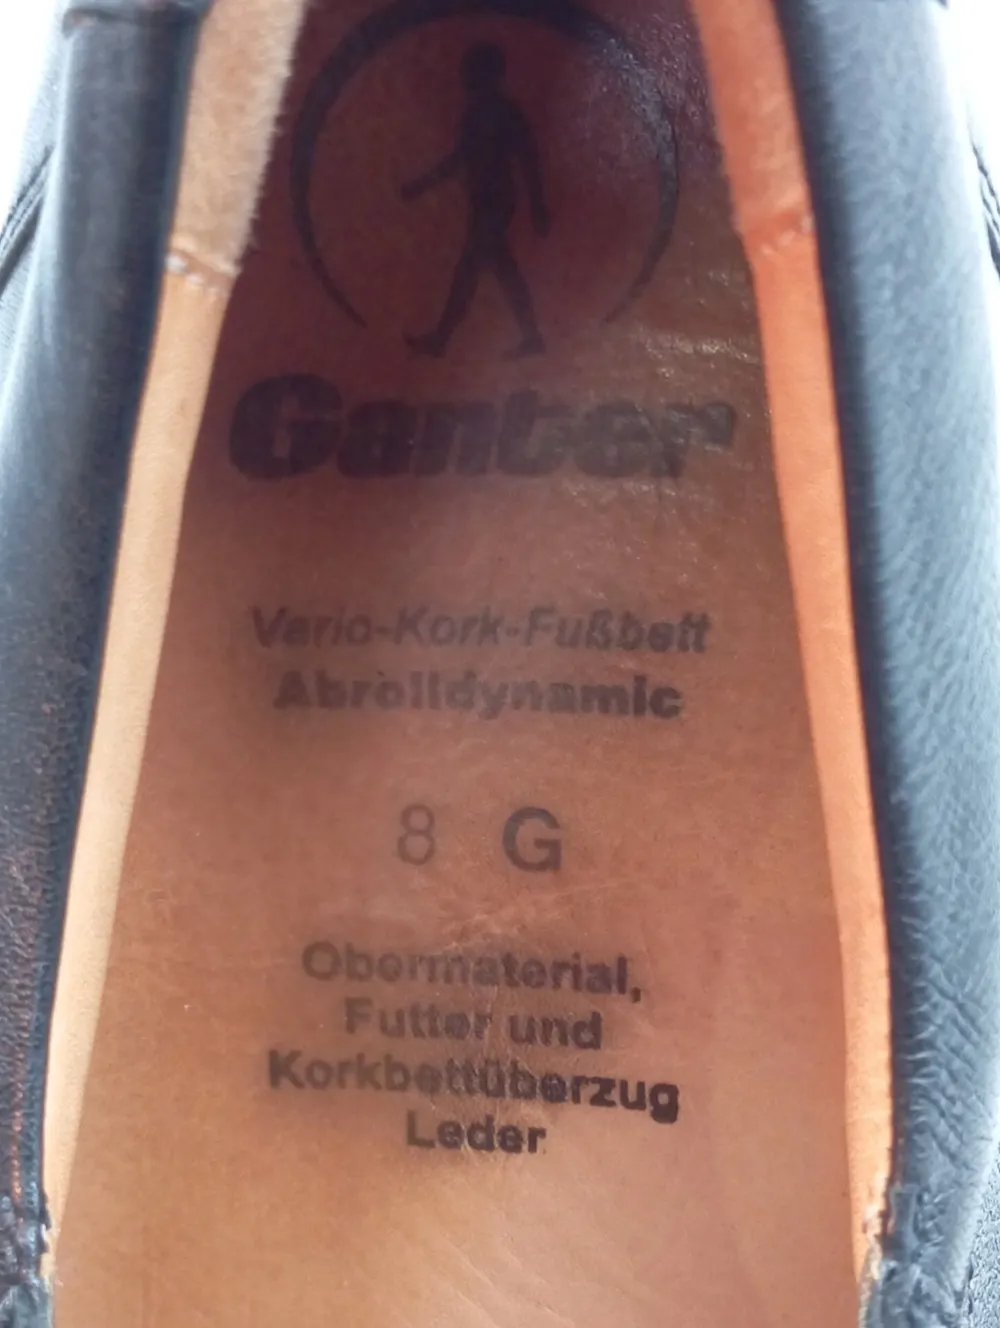 Ganter
Vario-Kork-Fußbett
Abrolldynamic
8 G
Obermaterial,
Futter und
Korkbettüberzug
Leder